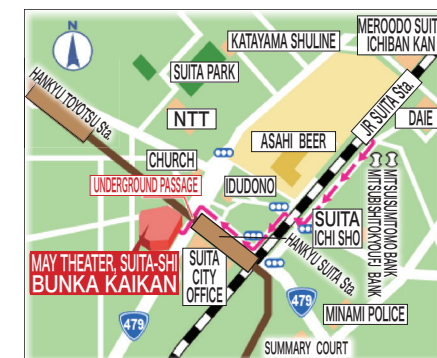 N
KATAYAMA SHULINE
MEROODO SUIT
ICHIBAN KAN
HANKYU TOYOTSU Sta.
SUITA PARK
JR SUITA Sta.
NTT
DAIE
ASAHI BEER
CHURCH
UNDERGROUND PASSAGE
IDUDONO
MITSUSUMITOMO BANK
MITSUBISHITOKYOUFJ BANK
SUITA
ICHI SHO
HANKYU SUITA Sta.
MAY THEATER, SUITA-SHI
BUNKA KAIKAN
SUITA
CITY
OFFICE
479
479
MINAMI POLICE
SUMMARY COURT